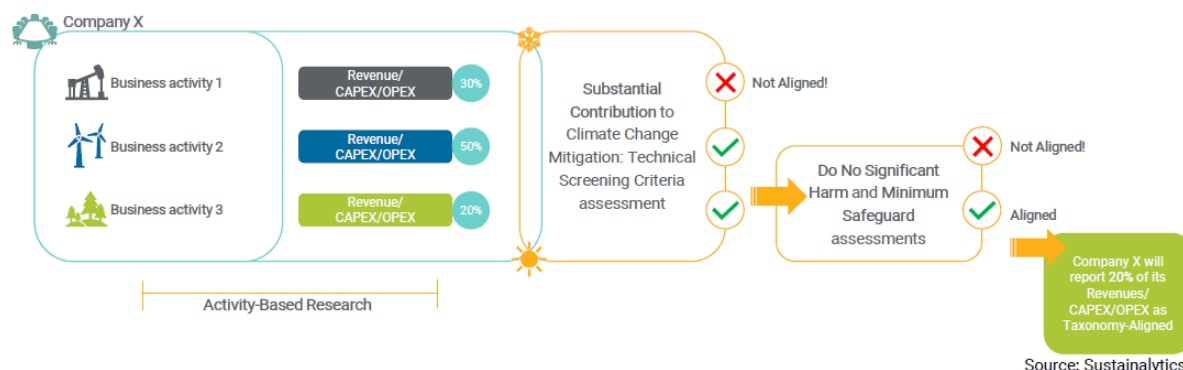 Company X
Business activity 1
Revenue/
CAPEX/OPEX
30%
Business activity 2
Revenue/
CAPEX/OPEX
50%
Business activity 3
Revenue/
CAPEX/OPEX
20%
Activity-Based Research
Substantial
Contribution to
Climate Change
Mitigation: Technical
Screening Criteria
assessment
Not Aligned!
Do No Significant
Harm and Minimum
Safeguard
assessments
Not Aligned!
Aligned
Company X will
report 20% of its
Revenues/
CAPEX/OPEX as
Taxonomy-Aligned
Source: Sustainalytics